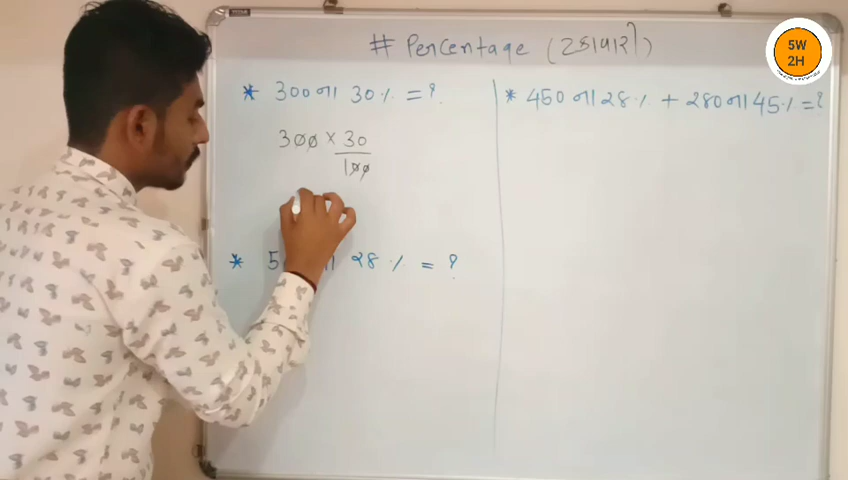 # Percentage (ટકાવારી)
* 300 ના 30% = ?
300 × 30
100
* 28% = ?
* 450 ના 28% + 280 ના 45% = ?
5W
2H